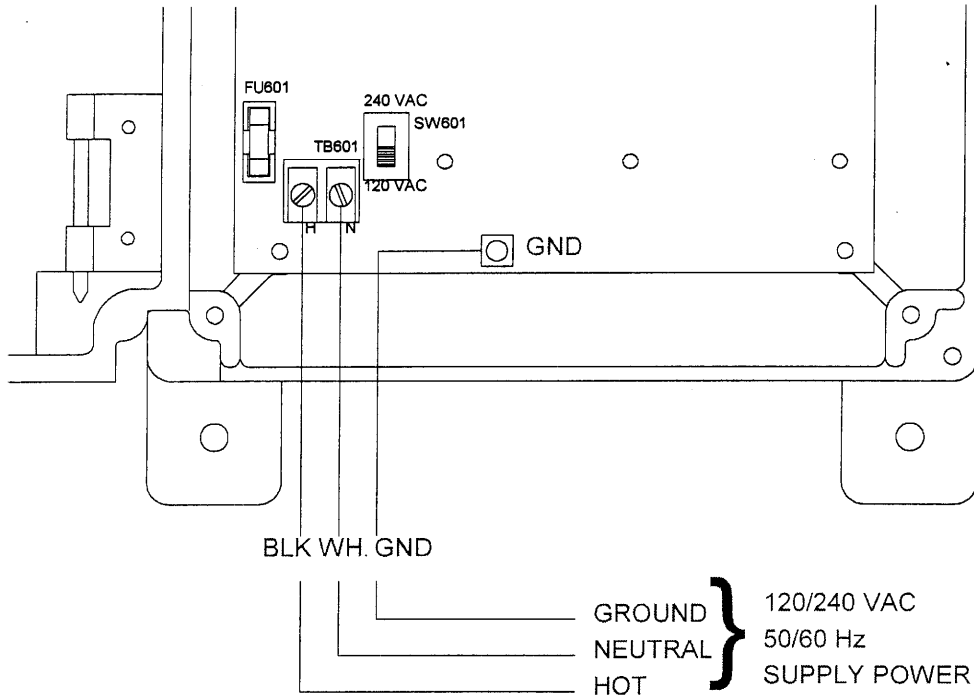 FU601
240 VAC
SW601
TB601
120 VAC
H N
GND
BLK WH. GND
GROUND
NEUTRAL
HOT
120/240 VAC
50/60 Hz
SUPPLY POWER